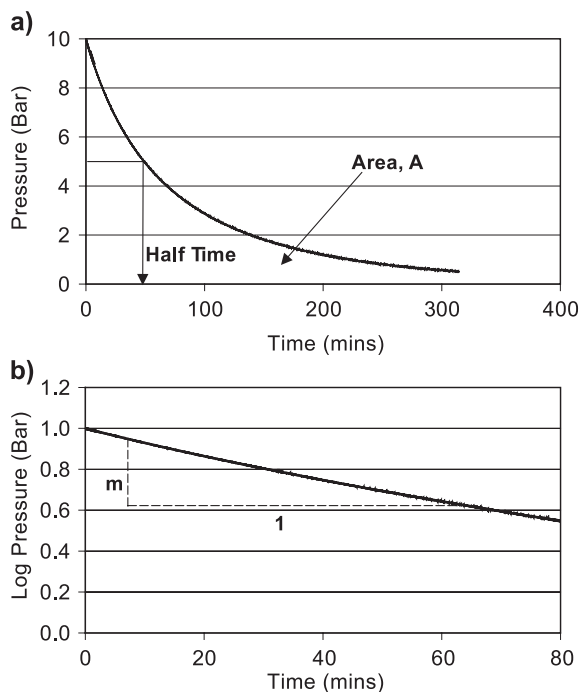 a)
Pressure (Bar)
10
8
6
4
2
0
Area, A
Half Time
0 100 200 300 400
Time (mins)
b)
Log Pressure (Bar)
1.2
1.0
0.8
0.6
0.4
0.2
0.0
m
1
0 20 40 60 80
Time (mins)